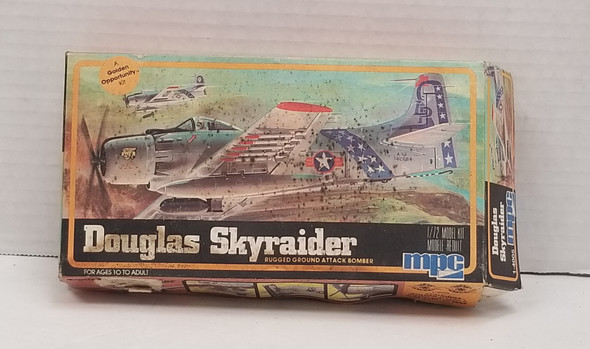 A
Golden
Opportunity
Kit
Douglas Skyraider
RUGGED GROUND ATTACK BOMBER
1/72 MODEL KIT
MODELE REDUIT
mpc
FOR AGES 10 TO ADULT
Douglas
Skyraider
mpc